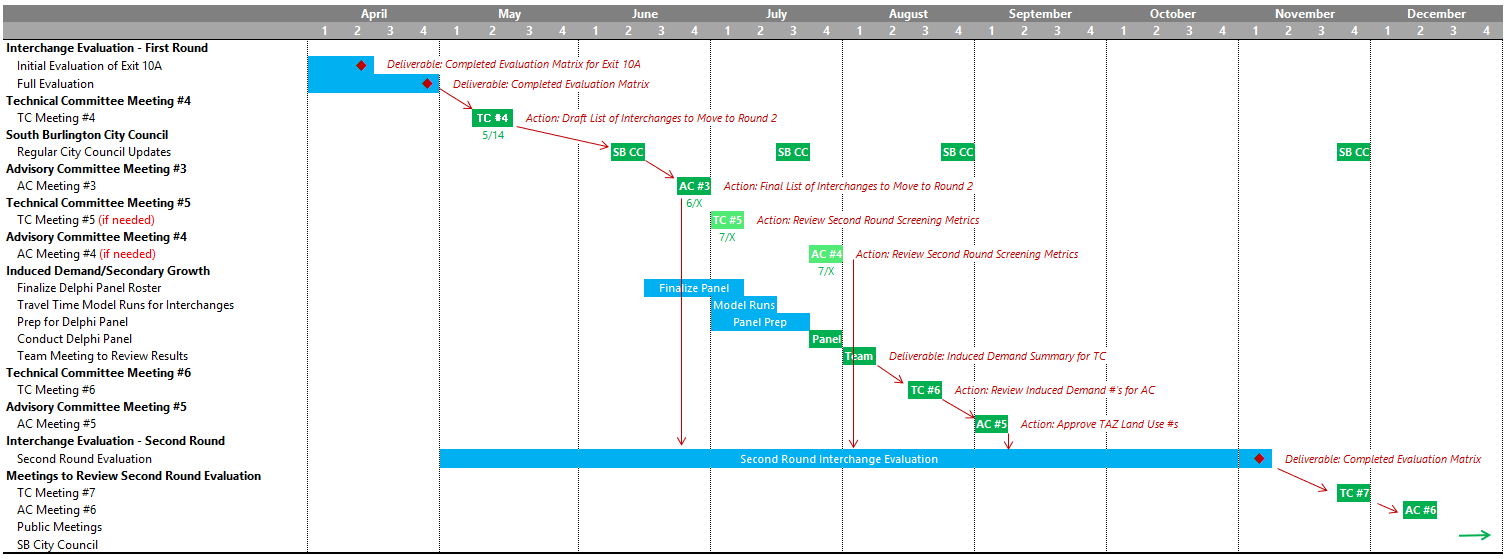 April May June July August September October November December
1 2 3 4 1 2 3 4 1 2 3 4 1 2 3 4 1 2 3 4 1 2 3 4 1 2 3 4 1 2 3 4 1 2 3 4
Interchange Evaluation - First Round
Initial Evaluation of Exit 10A Deliverable: Completed Evaluation Matrix for Exit 10A
Full Evaluation Deliverable: Completed Evaluation Matrix
Technical Committee Meeting #4
TC Meeting #4 TC #4 Action: Draft List of Interchanges to Move to Round 2
South Burlington City Council 5/14
Regular City Council Updates SB CC SB CC SB CC SB CC
Advisory Committee Meeting #3
AC Meeting #3 AC #3 Action: Final List of Interchanges to Move to Round 2
Technical Committee Meeting #5 6/X
TC Meeting #5 (if needed) TC #5 Action: Review Second Round Screening Metrics
Advisory Committee Meeting #4 7/X
AC Meeting #4 (if needed) AC #4 Action: Review Second Round Screening Metrics
Induced Demand/Secondary Growth 7/X
Finalize Delphi Panel Roster Finalize Panel
Travel Time Model Runs for Interchanges Model Runs
Prep for Delphi Panel Panel Prep
Conduct Delphi Panel Panel
Team Meeting to Review Results Team Deliverable: Induced Demand Summary for TC
Technical Committee Meeting #6
TC Meeting #6 TC #6 Action: Review Induced Demand #'s for AC
Advisory Committee Meeting #5
AC Meeting #5 AC #5 Action: Approve TAZ Land Use #s
Interchange Evaluation - Second Round
Second Round Evaluation Second Round Interchange Evaluation Deliverable: Completed Evaluation Matrix
Meetings to Review Second Round Evaluation
TC Meeting #7 TC #7
AC Meeting #6 AC #6
Public Meetings
SB City Council